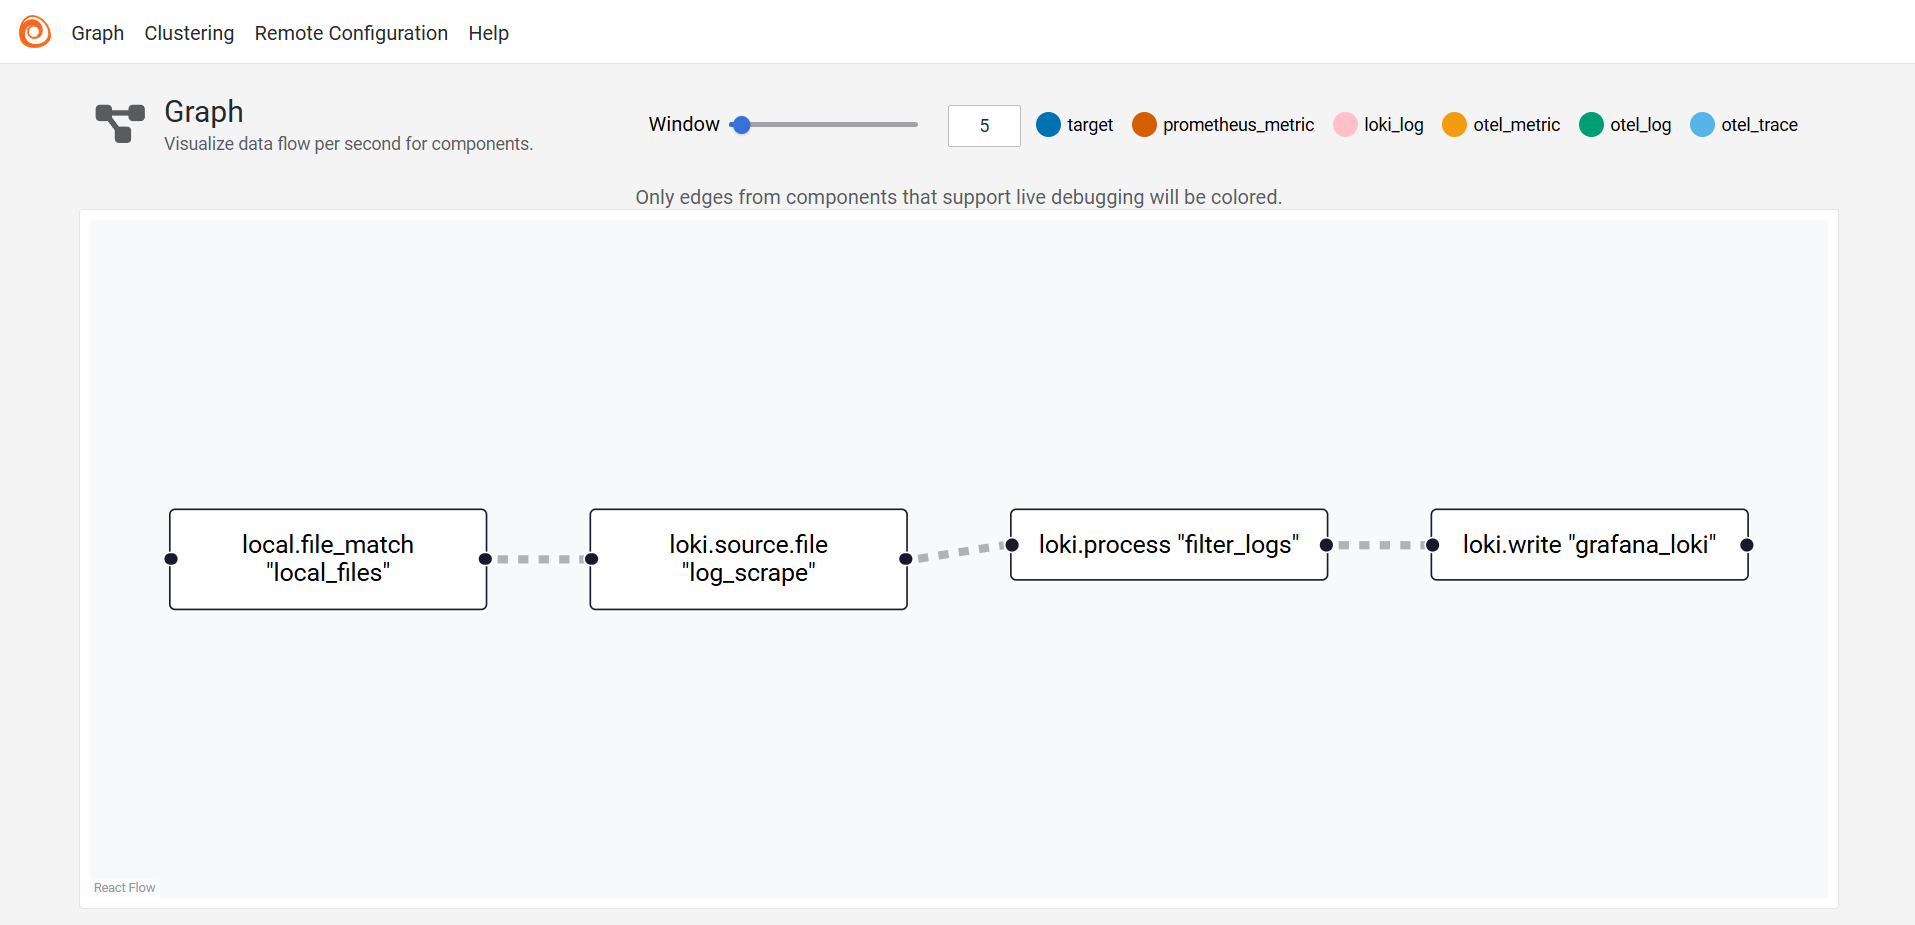 Graph Clustering Remote Configuration Help
Graph
Visualize data flow per second for components.
Window 5 target prometheus_metric loki_log otel_metric otel_log otel_trace
Only edges from components that support live debugging will be colored.
local.file_match
"local_files"
loki.source.file
"log_scrape"
loki.process "filter_logs"
loki.write "grafana_loki"
React Flow